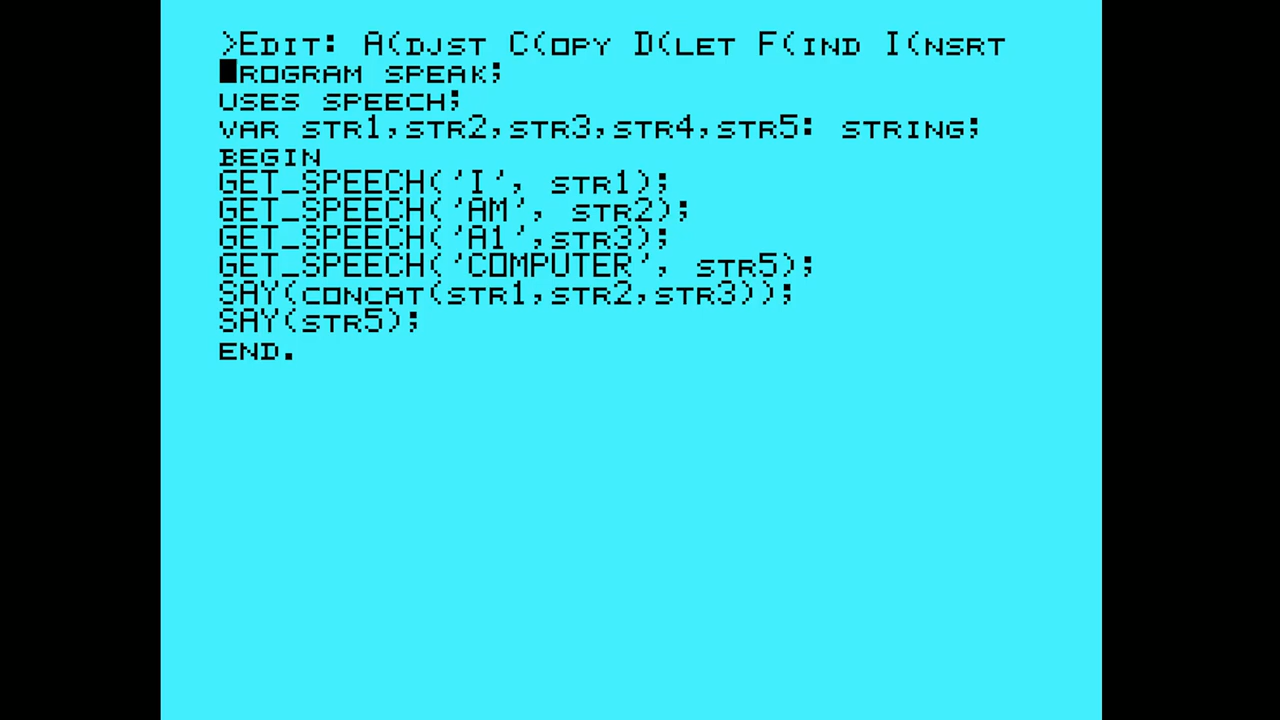 >Edit: A(djst C(opy D(let F(ind I(nsrt
rogram speak;
uses speech;
var str1,str2,str3,str4,str5: string;
begin
GET_SPEECH('I', str1);
GET_SPEECH('AM', str2);
GET_SPEECH('A1',str3);
GET_SPEECH('COMPUTER', str5);
SAY(concat(str1,str2,str3));
SAY(str5);
end.